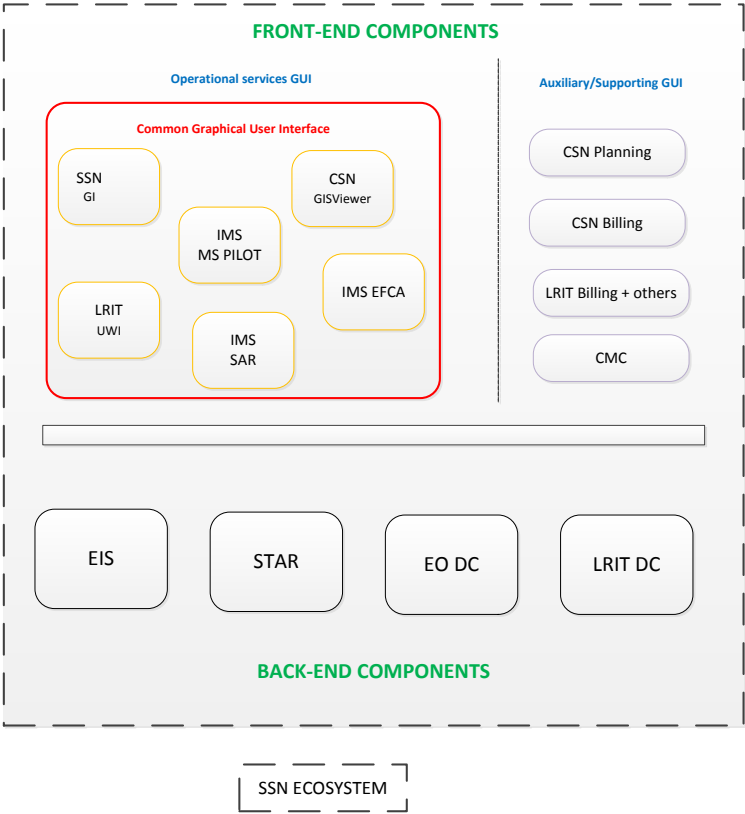 FRONT-END COMPONENTS
Operational services GUI
Auxiliary/Supporting GUI
Common Graphical User Interface
SSN
GI
CSN
GISViewer
IMS
MS PILOT
IMS EFCA
LRIT
UWI
IMS
SAR
CSN Planning
CSN Billing
LRIT Billing + others
CMC
EIS
STAR
EO DC
LRIT DC
BACK-END COMPONENTS
SSN ECOSYSTEM